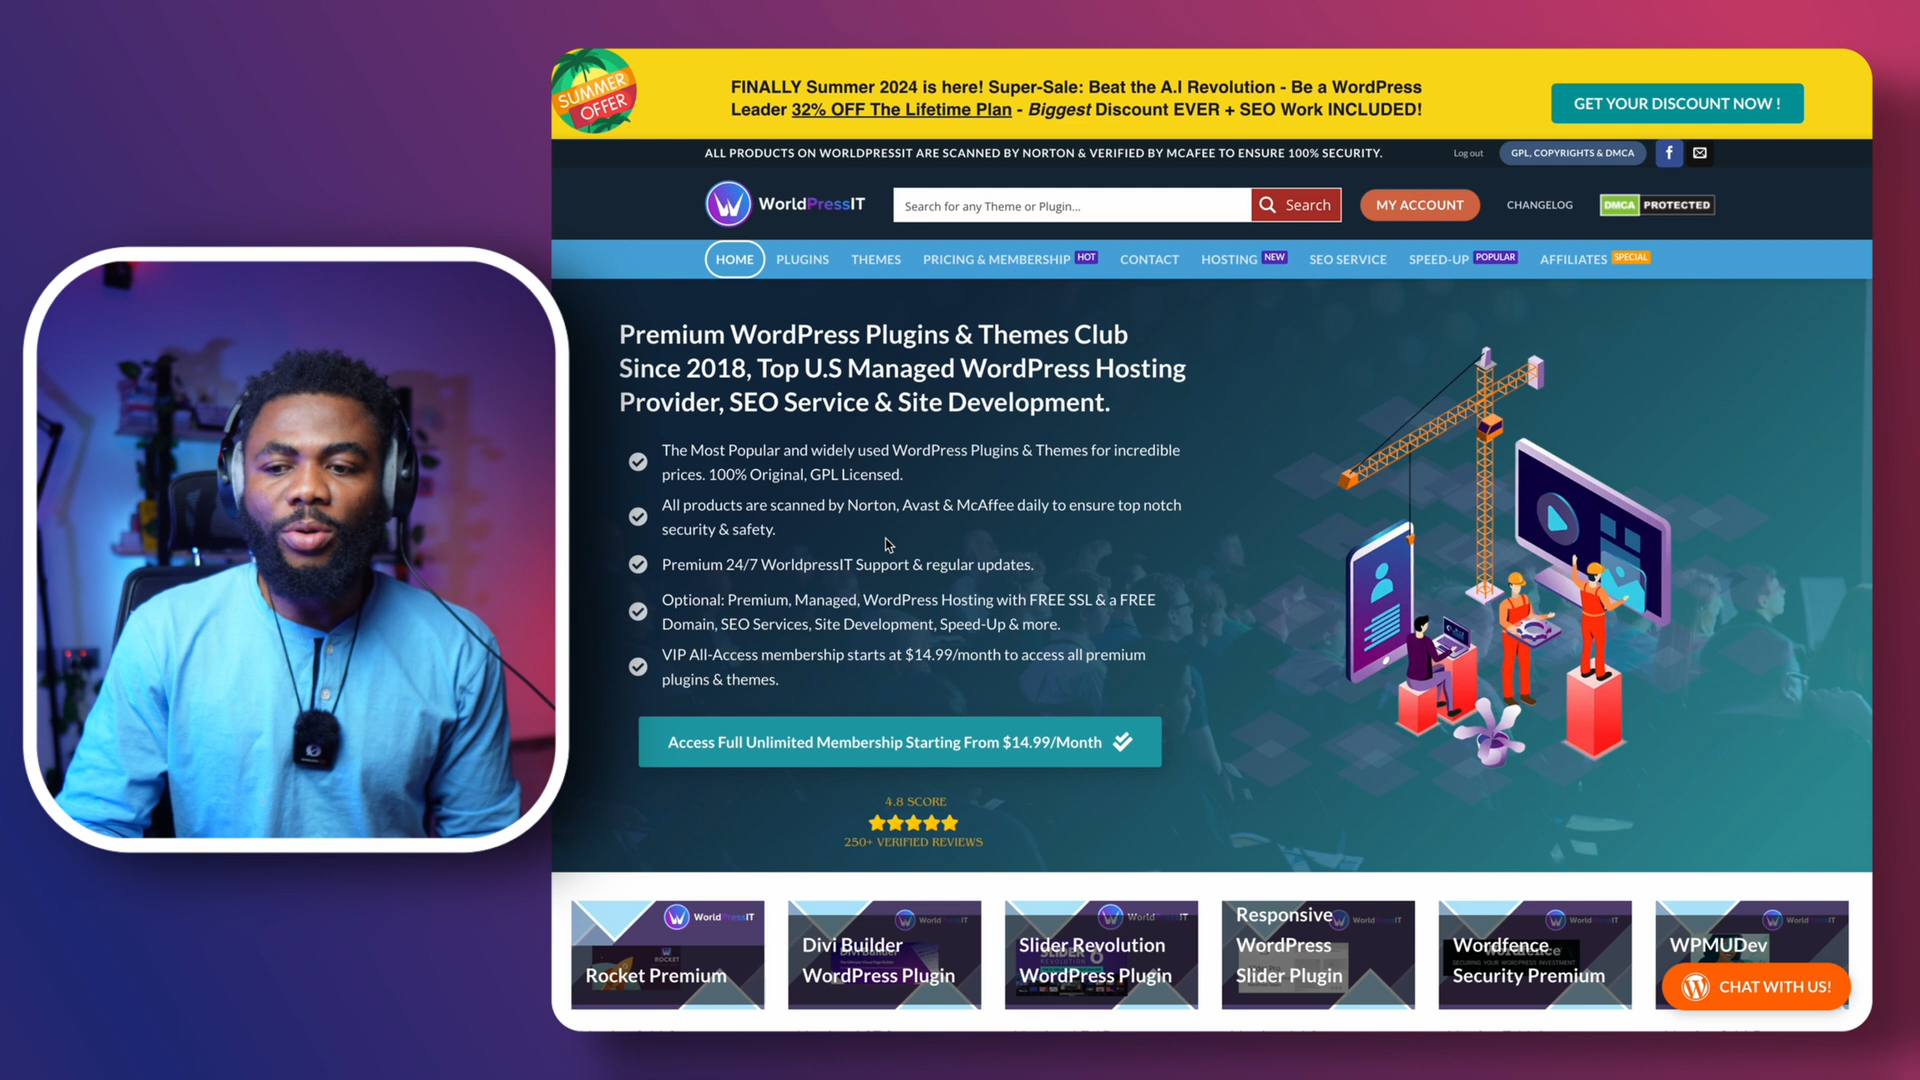 SUMMER
OFFER
FINALLY Summer 2024 is here! Super-Sale: Beat the A.I Revolution - Be a WordPress
Leader 32% OFF The Lifetime Plan - Biggest Discount EVER + SEO Work INCLUDED!
GET YOUR DISCOUNT NOW !
ALL PRODUCTS ON WORLDPRESSIT ARE SCANNED BY NORTON & VERIFIED BY MCAFEE TO ENSURE 100% SECURITY.
Log out
GPL, COPYRIGHTS & DMCA
WorldPressIT
Search for any Theme or Plugin...
Search
MY ACCOUNT
CHANGELOG
DMCA PROTECTED
HOME PLUGINS THEMES PRICING & MEMBERSHIP HOT CONTACT HOSTING NEW SEO SERVICE SPEED-UP POPULAR AFFILIATES SPECIAL
Premium WordPress Plugins & Themes Club
Since 2018, Top U.S Managed WordPress Hosting
Provider, SEO Service & Site Development.
The Most Popular and widely used WordPress Plugins & Themes for incredible
prices. 100% Original, GPL Licensed.
All products are scanned by Norton, Avast & McAffee daily to ensure top notch
security & safety.
Premium 24/7 WorldpressIT Support & regular updates.
Optional: Premium, Managed, WordPress Hosting with FREE SSL & a FREE
Domain, SEO Services, Site Development, Speed-Up & more.
VIP All-Access membership starts at $14.99/month to access all premium
plugins & themes.
Access Full Unlimited Membership Starting From $14.99/Month
4.8 SCORE
250+ VERIFIED REVIEWS
WorldPressIT
Rocket Premium
Divi Builder
WordPress Plugin
Slider Revolution
WordPress Plugin
Responsive
WordPress
Slider Plugin
Wordfence
Security Premium
WPMUDev
CHAT WITH US!